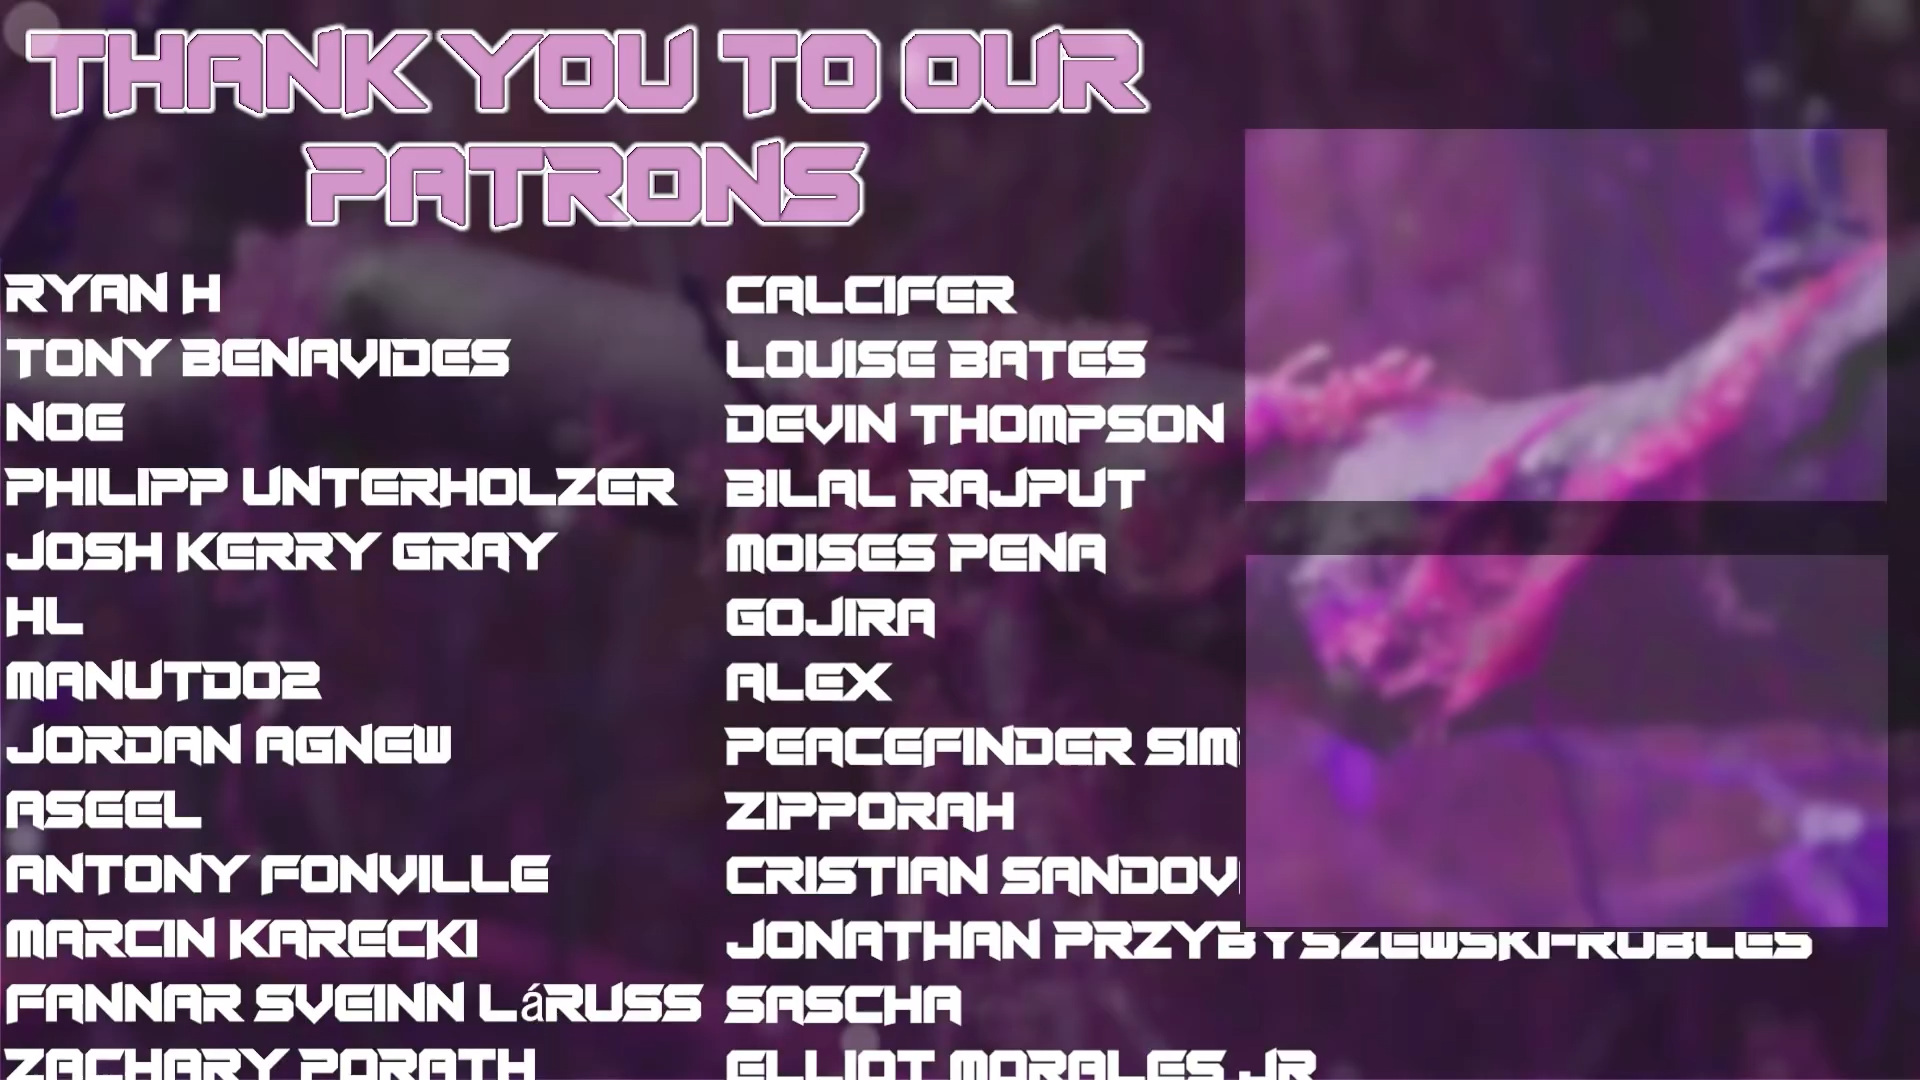 THANK YOU TO OUR
PATRONS
RYAN H
TONY BENAVIDES
NOE
PHILIPP UNTERHOLZER
JOSH KERRY GRAY
HL
MANUTD02
JORDAN AGNEW
ASEEL
ANTONY FONVILLE
MARCIN KARECKI
FANNAR SVEINN LáRUSS
ZACHARY PORATH
CALCIFER
LOUISE BATES
DEVIN THOMPSON
BILAL RAJPUT
MOISES PENA
GOJIRA
ALEX
PEACEFINDER
ZIPPORAH
CRISTIAN
JONATHAN PRZYBYSZEWSKI-ROBLES
SASCHA
ELLIOT MORALES JR